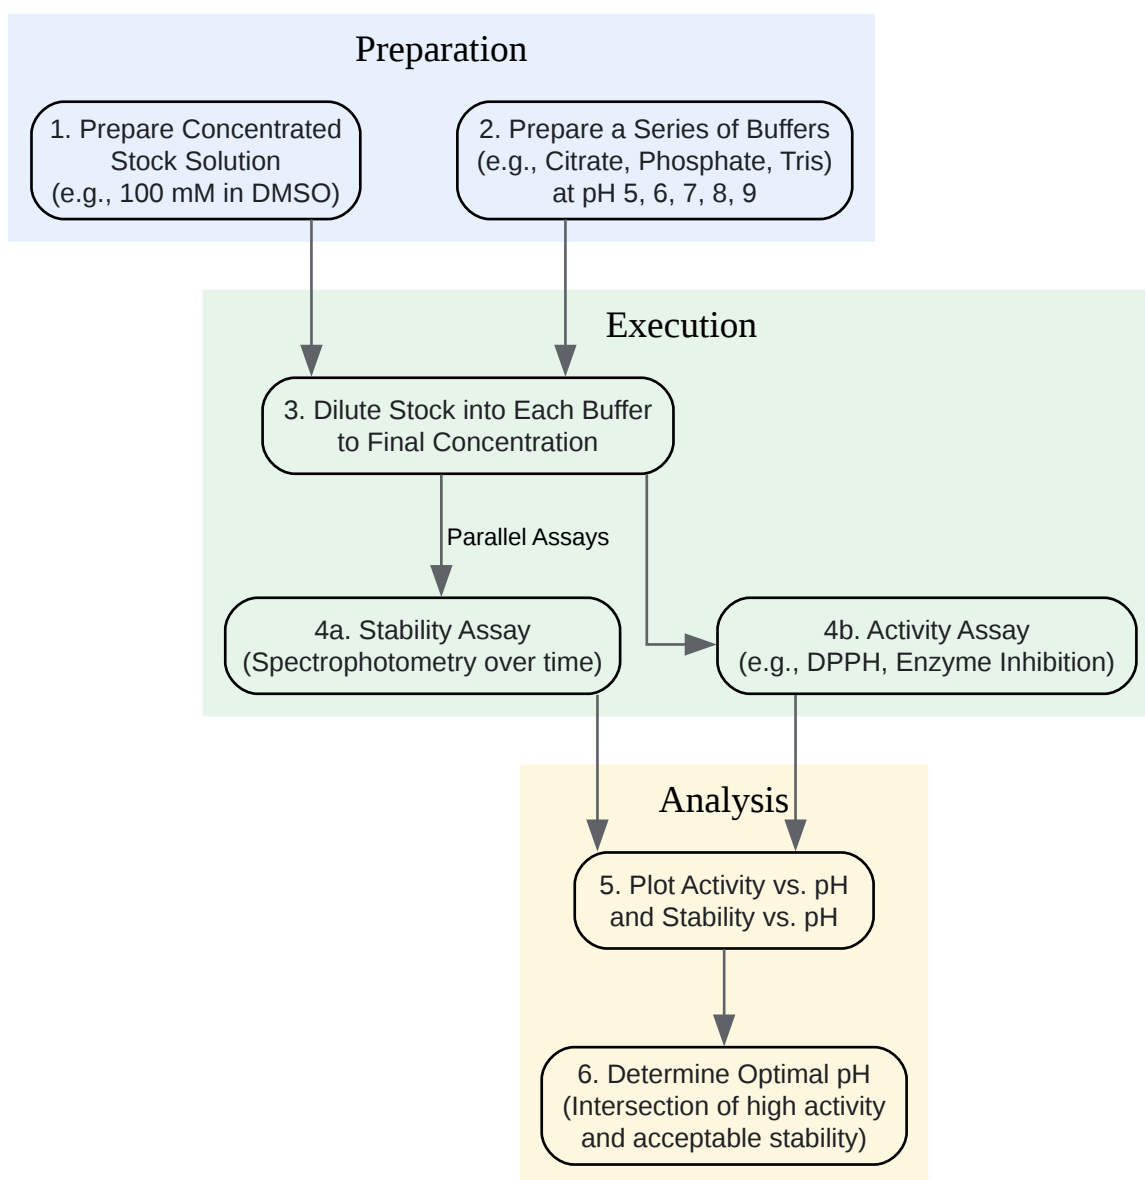 Preparation
1. Prepare Concentrated
Stock Solution
(e.g., 100 mM in DMSO)
2. Prepare a Series of Buffers
(e.g., Citrate, Phosphate, Tris)
at pH 5, 6, 7, 8, 9
Execution
3. Dilute Stock into Each Buffer
to Final Concentration
Parallel Assays
4a. Stability Assay
(Spectrophotometry over time)
4b. Activity Assay
(e.g., DPPH, Enzyme Inhibition)
Analysis
5. Plot Activity vs. pH
and Stability vs. pH
6. Determine Optimal pH
(Intersection of high activity
and acceptable stability)